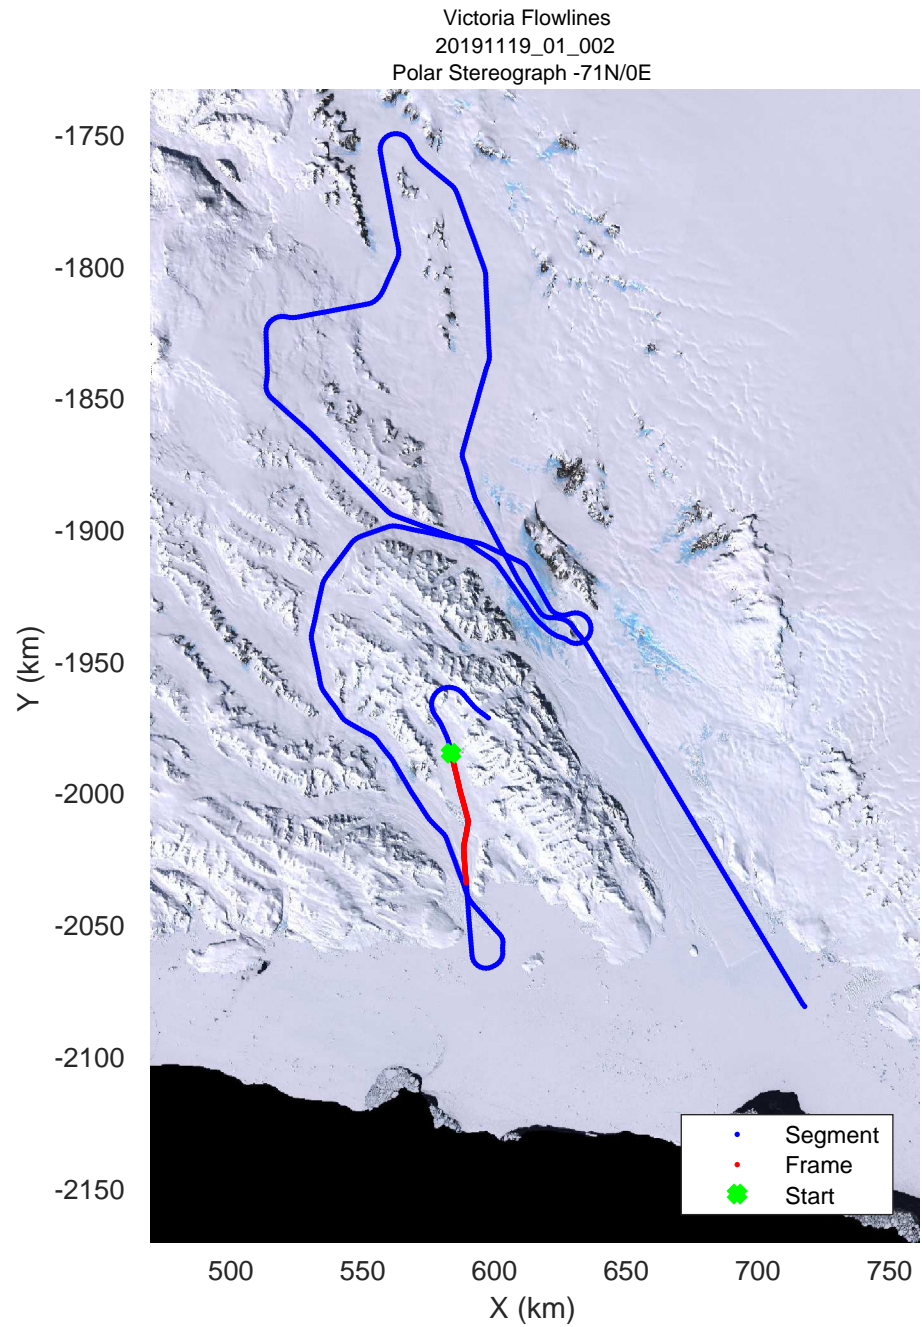 Victoria Flowlines
20191119_01_002
Polar Stereograph -71N/0E
-1750
-1800
-1850
-1900
-1950
-2000
-2050
-2100
-2150
Y (km)
500
550
600
650
700
750
X (km)
Segment
Frame
Start